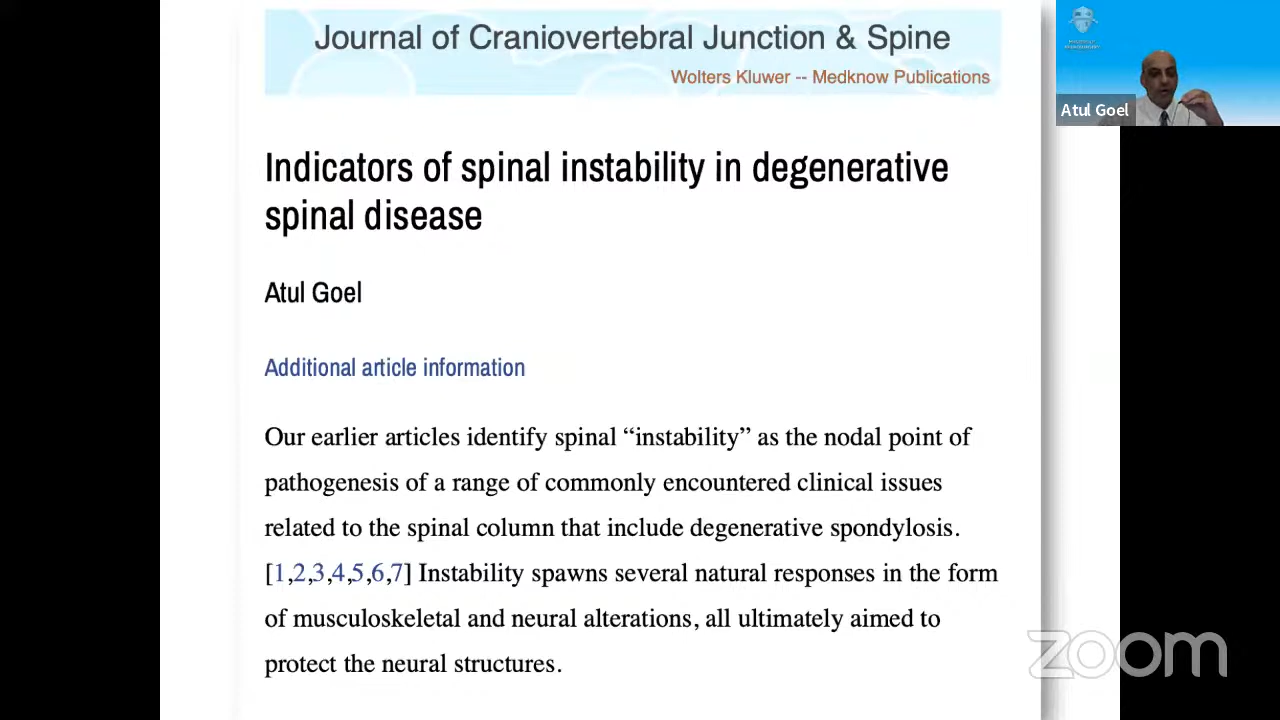 Journal of Craniovertebral Junction & Spine
Wolters Kluwer -- Medknow Publications
Indicators of spinal instability in degenerative
spinal disease
Atul Goel
Additional article information
Our earlier articles identify spinal “instability” as the nodal point of
pathogenesis of a range of commonly encountered clinical issues
related to the spinal column that include degenerative spondylosis.
[1,2,3,4,5,6,7] Instability spawns several natural responses in the form
of musculoskeletal and neural alterations, all ultimately aimed to
protect the neural structures.
Atul Goel
zoom